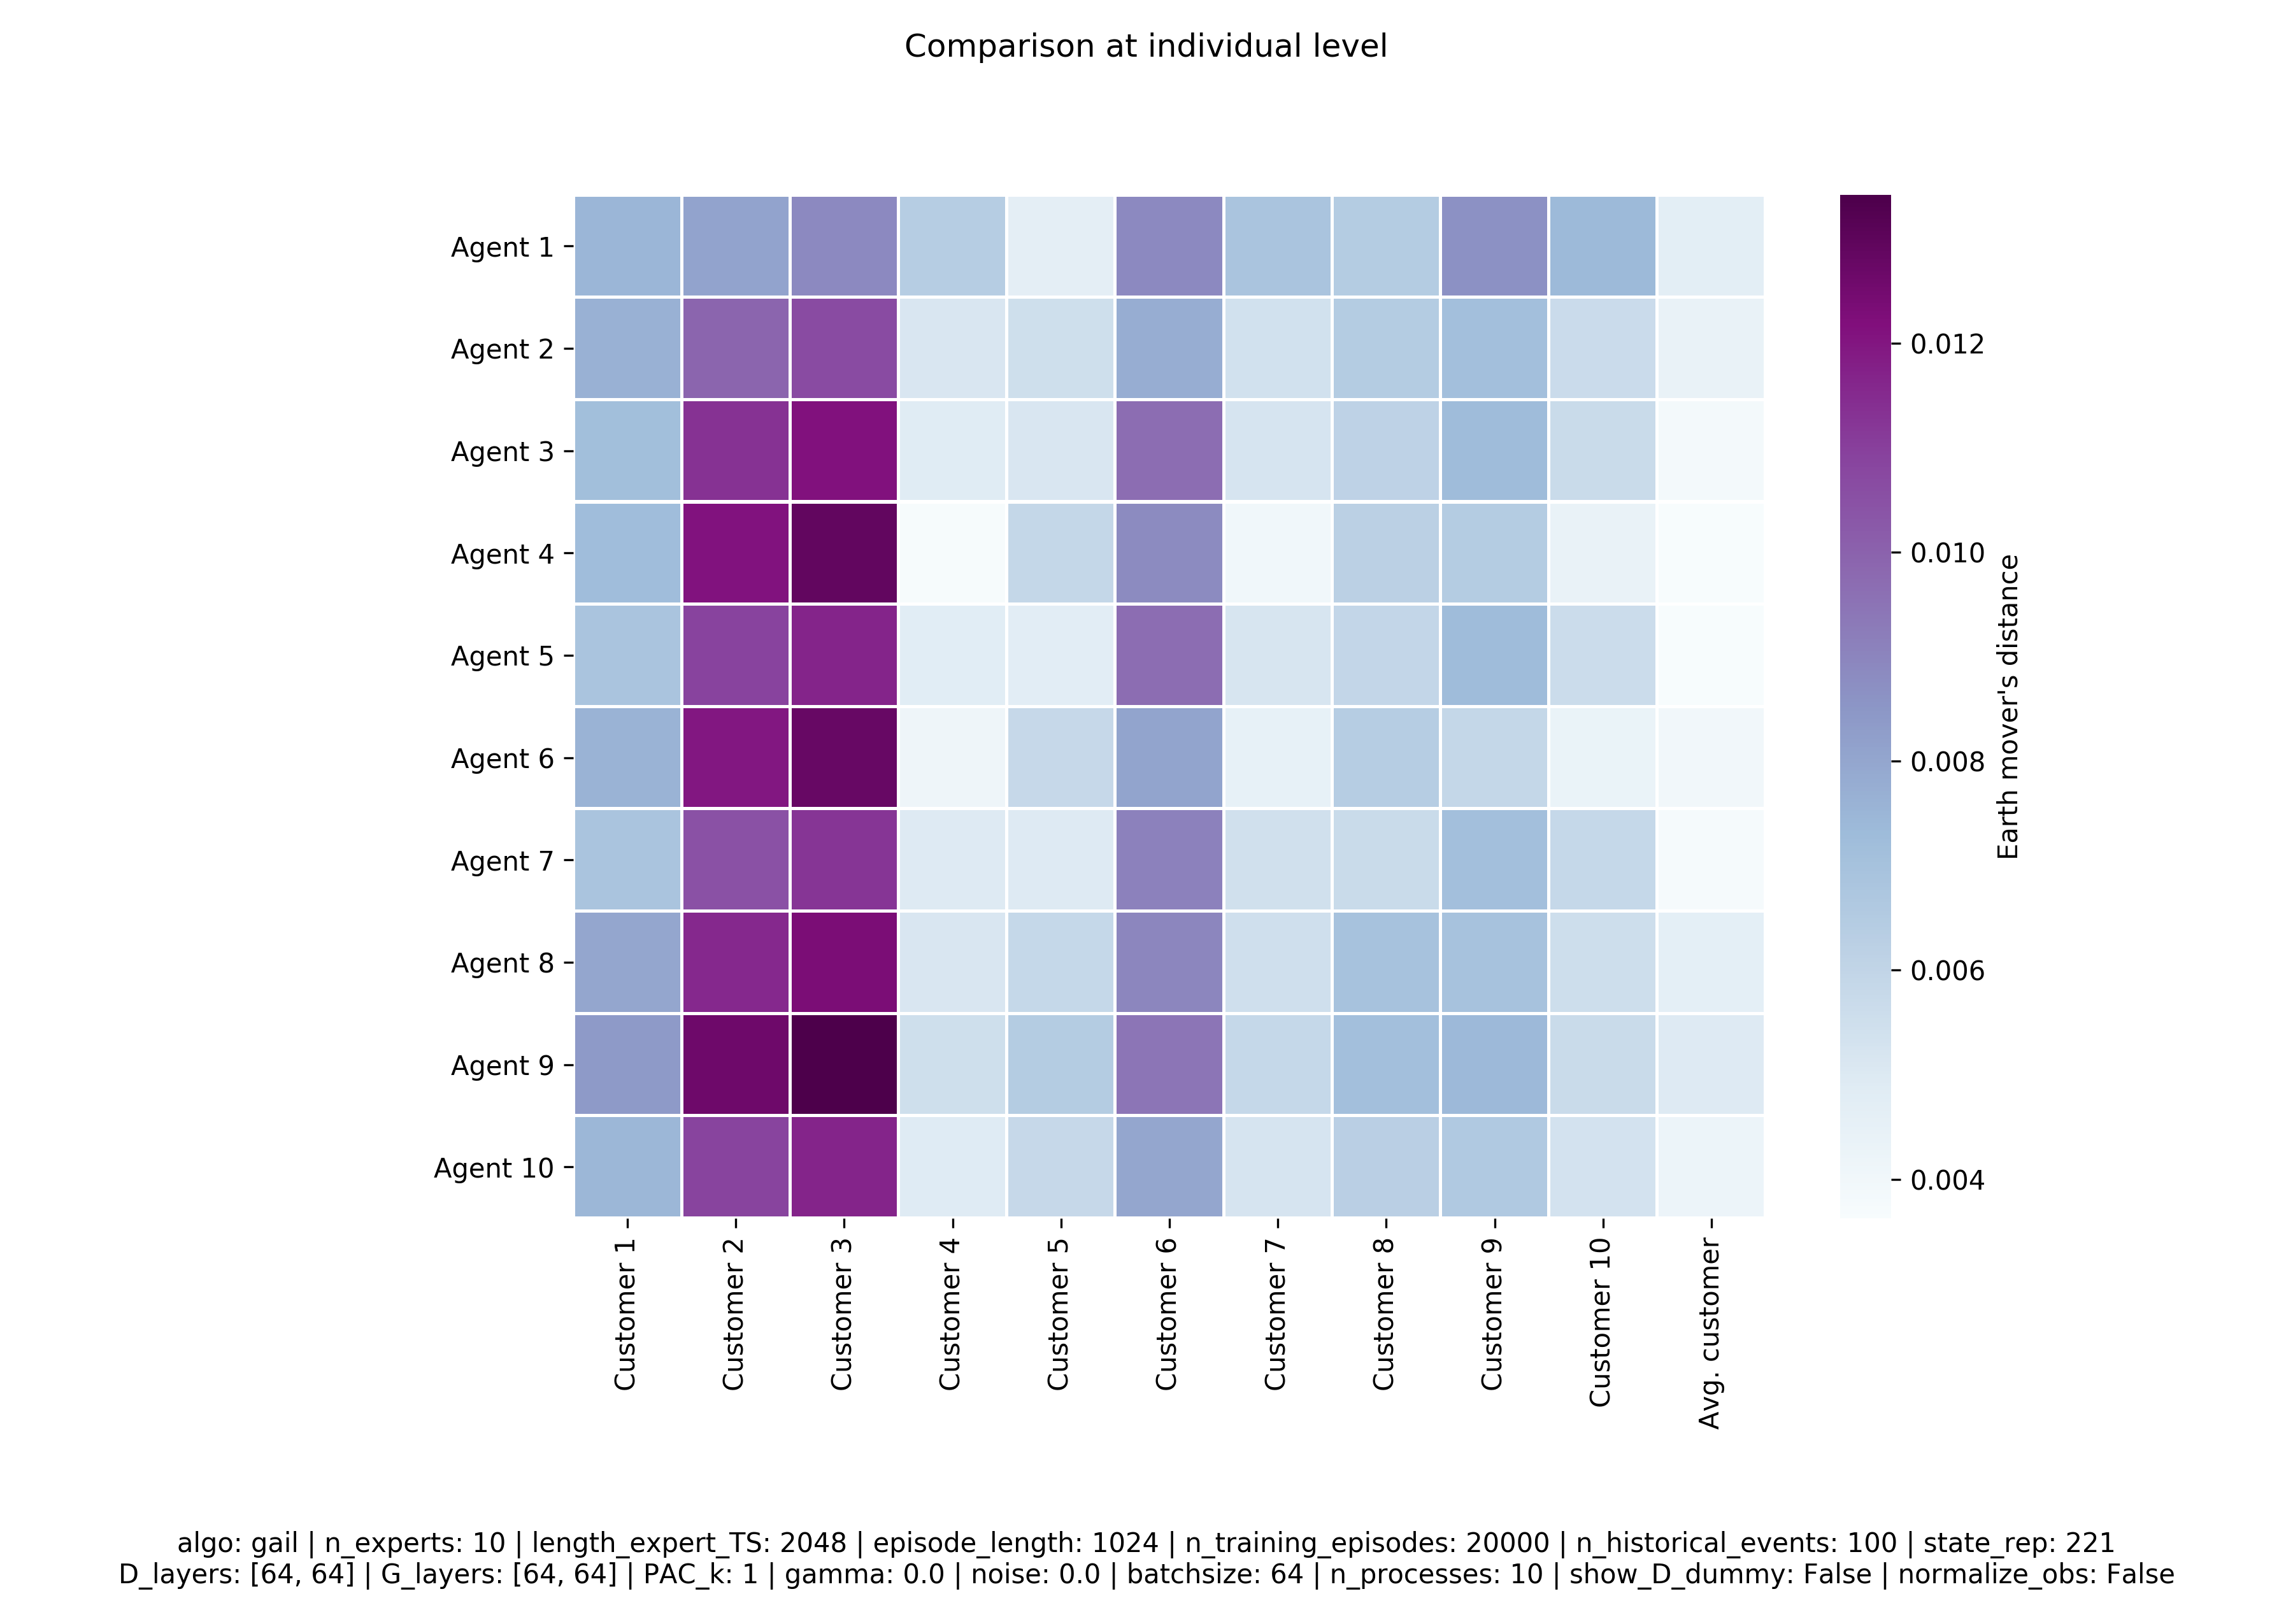 Comparison at individual level
Agent 1
Agent 2
Agent 3
Agent 4
Agent 5
Agent 6
Agent 7
Agent 8
Agent 9
Agent 10
Customer 1
Customer 2
Customer 3
Customer 4
Customer 5
Customer 6
Customer 7
Customer 8
Customer 9
Customer 10
Avg. customer
0.012
0.010
0.008
0.006
0.004
Earth mover's distance
algo: gail | n_experts: 10 | length_expert_TS: 2048 | episode_length: 1024 | n_training_episodes: 20000 | n_historical_events: 100 | state_rep: 221
D_layers: [64, 64] | G_layers: [64, 64] | PAC_k: 1 | gamma: 0.0 | noise: 0.0 | batchsize: 64 | n_processes: 10 | show_D_dummy: False | normalize_obs: False